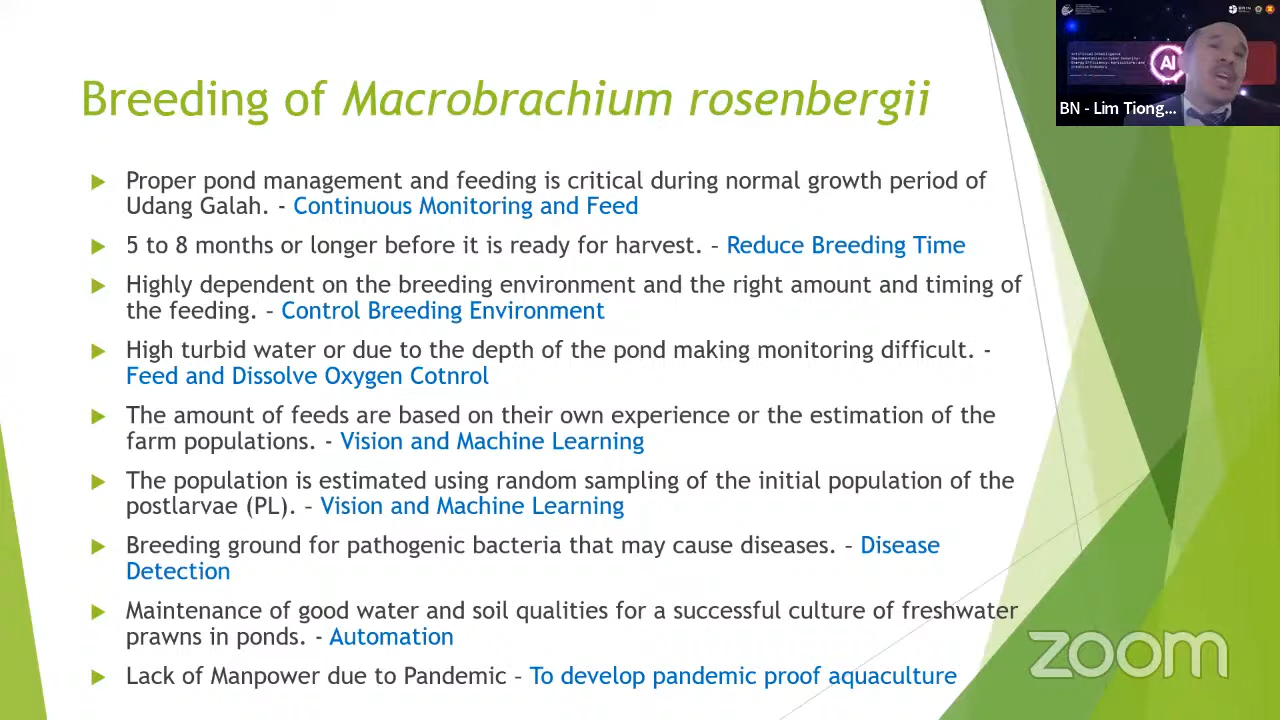 Breeding of Macrobrachium rosenbergii
Proper pond management and feeding is critical during normal growth period of
Udang Galah. - Continuous Monitoring and Feed
5 to 8 months or longer before it is ready for harvest. – Reduce Breeding Time
Highly dependent on the breeding environment and the right amount and timing of
the feeding. – Control Breeding Environment
High turbid water or due to the depth of the pond making monitoring difficult. -
Feed and Dissolve Oxygen Cotnrol
The amount of feeds are based on their own experience or the estimation of the
farm populations. - Vision and Machine Learning
The population is estimated using random sampling of the initial population of the
postlarvae (PL). – Vision and Machine Learning
Breeding ground for pathogenic bacteria that may cause diseases. – Disease
Detection
Maintenance of good water and soil qualities for a successful culture of freshwater
prawns in ponds. - Automation
Lack of Manpower due to Pandemic – To develop pandemic proof aquaculture
AI
BN - Lim Tiong...
zoom